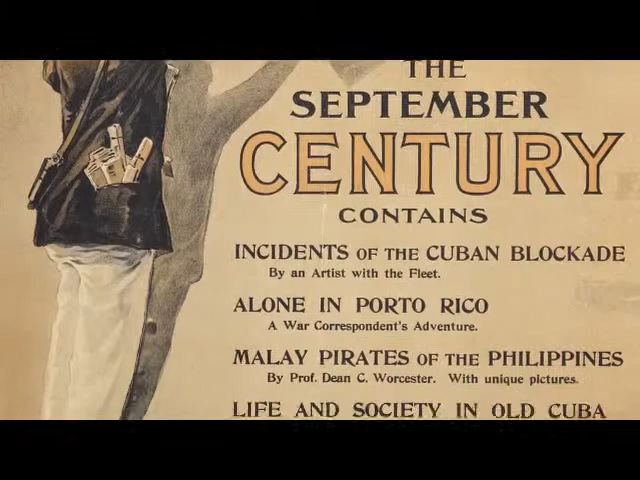 THE
SEPTEMBER
CENTURY
CONTAINS
INCIDENTS OF THE CUBAN BLOCKADE
By an Artist with the Fleet.
ALONE IN PORTO RICO
A War Correspondent's Adventure.
MALAY PIRATES OF THE PHILIPPINES
By Prof. Dean C. Worcester. With unique pictures.
LIFE AND SOCIETY IN OLD CUBA